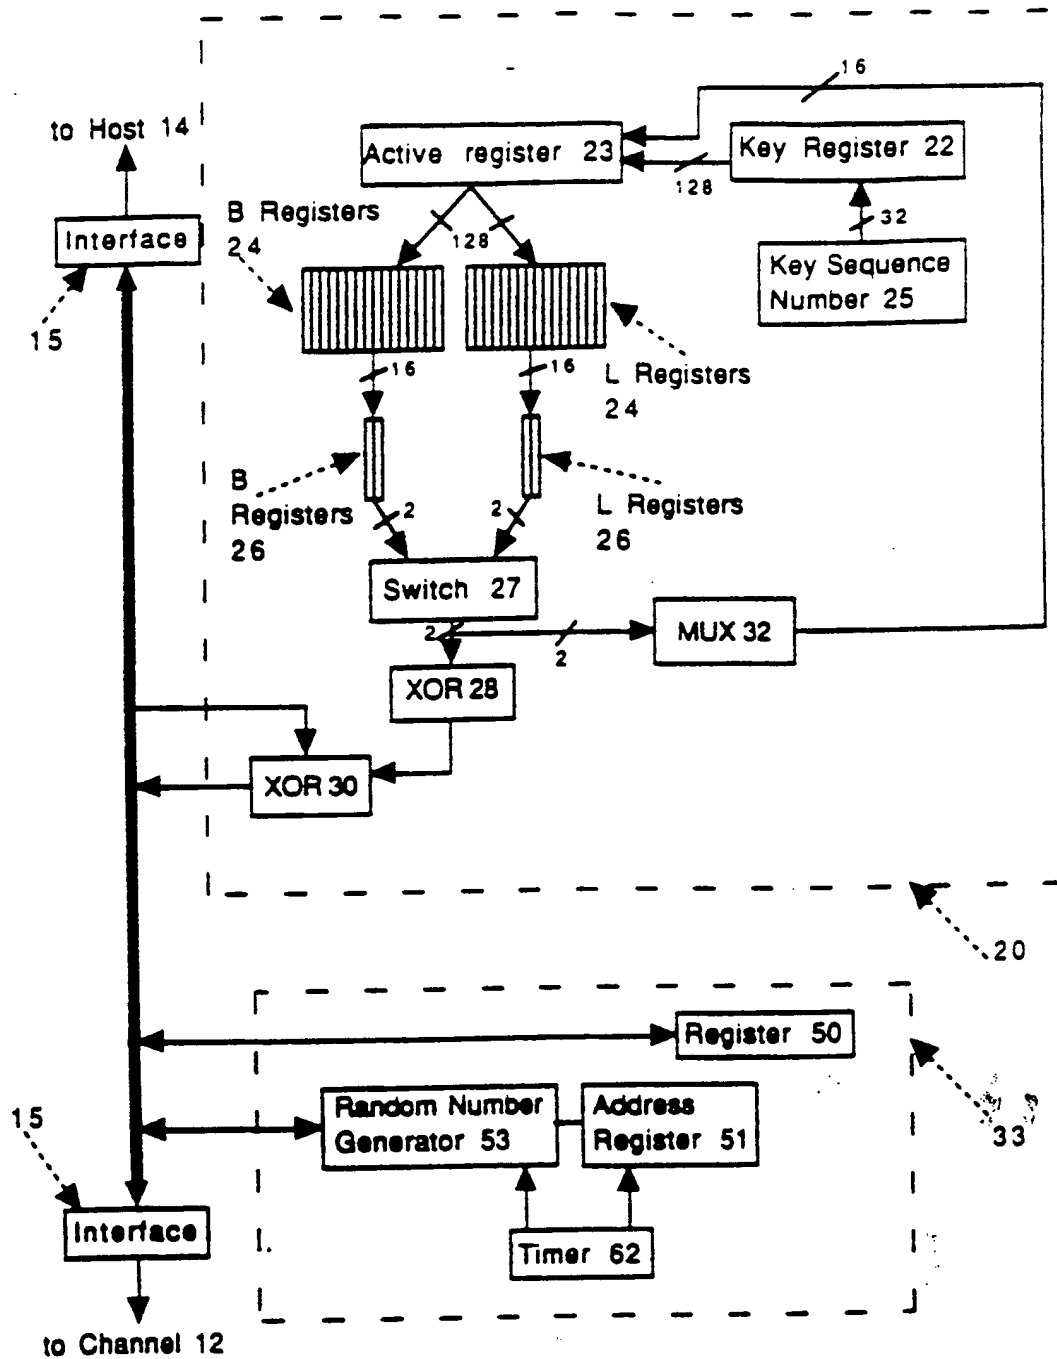 16
to Host 14
Active register 23
Key Register 22
128
B Registers
24
128
32
Interface
Key Sequence
Number 25
15
16
16
L Registers
24
B
Registers
26
2
2
L Registers
26
Switch 27
2
2
MUX 32
XOR 28
XOR 30
20
Register 50
15
Random Number
Generator 53
Address
Register 51
33
Interface
Timer 62
to Channel 12